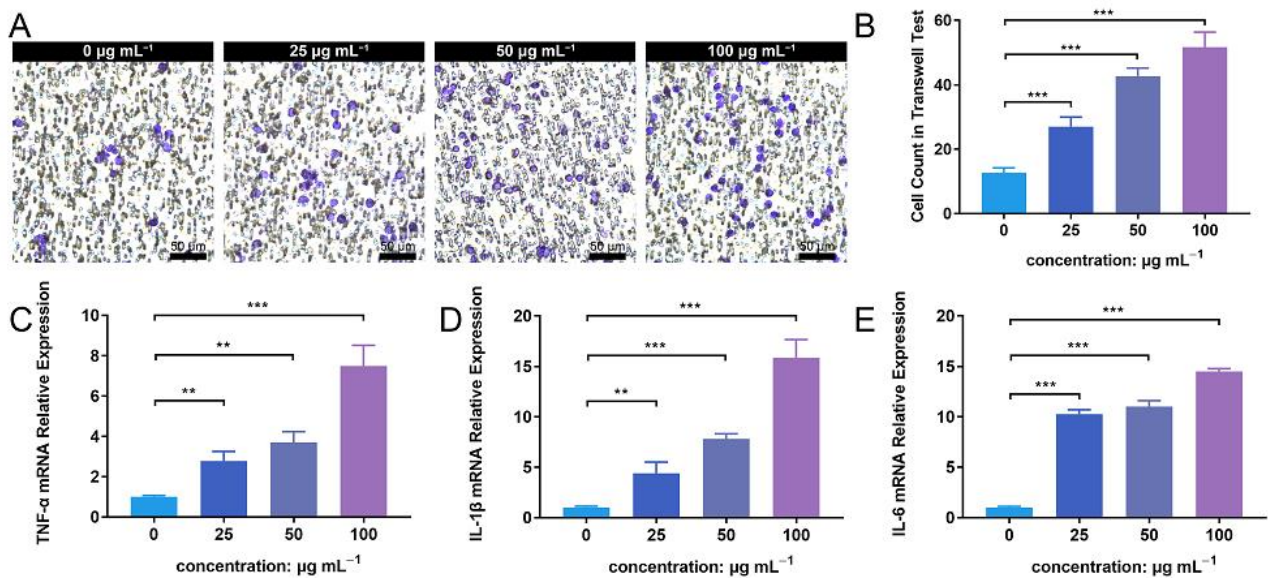 A
0 µg mL⁻¹
25 µg mL⁻¹
50 µg mL⁻¹
100 µg mL⁻¹
50 µm
50 µm
50 µm
50 µm
B
Cell Count in Transwell Test
60
40
20
0
***
***
***
0 25 50 100
concentration: µg mL⁻¹
C
TNF-α mRNA Relative Expression
10
8
6
4
2
0
***
**
**
0 25 50 100
concentration: µg mL⁻¹
D
IL-1β mRNA Relative Expression
20
15
10
5
0
***
***
**
0 25 50 100
concentration: µg mL⁻¹
E
IL-6 mRNA Relative Expression
20
15
10
5
0
***
***
***
0 25 50 100
concentration: µg mL⁻¹